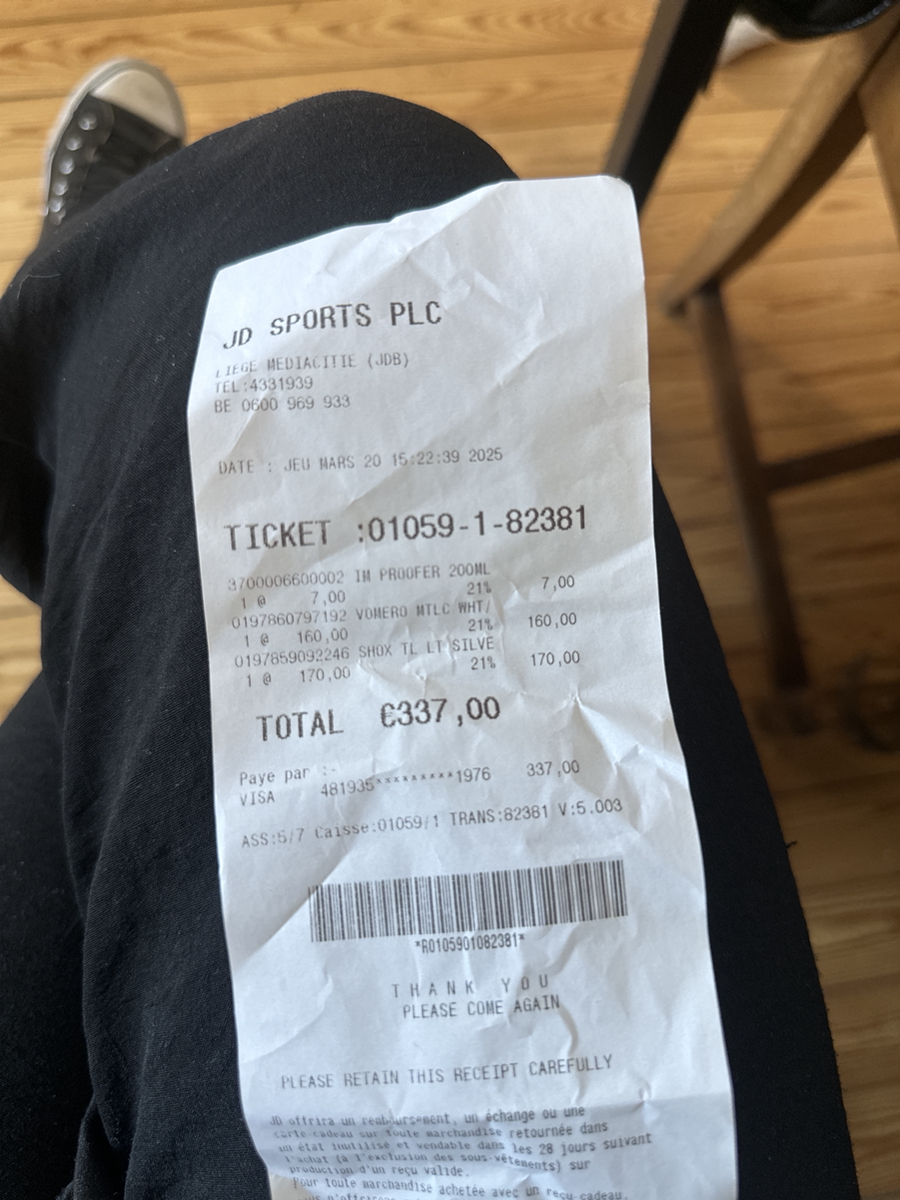 JD SPORTS PLC
LIEGE MEDIACITIE (JDB)
TEL:4331939
BE 0600 969 933
DATE : JEU MARS 20 15:22:39 2025
TICKET :01059-1-82381
3700006600002 IM PROOFER 200ML
1 @ 7,00 21% 7,00
0197860797192 VOMERO MTLC WHT/
1 @ 160,00 21% 160,00
0197859092246 SHOX TL LT SILVE
1 @ 170,00 21% 170,00
TOTAL €337,00
Paye par :-
VISA 481935*********1976 337,00
ASS:5/7 Caisse:01059/1 TRANS:82381 V:5.003
*R0105901082381*
THANK YOU
PLEASE COME AGAIN
PLEASE RETAIN THIS RECEIPT CAREFULLY
JD offrira un remboursement, un échange ou une
carte cadeau sur toute marchandise retournée dans
un état inutilisé et vendable dans les 28 jours suivant
l'achat (à l'exclusion des sous-vêtements) sur
production d'un reçu valide.
Pour toute marchandise achetée avec un reçu-cadeau,